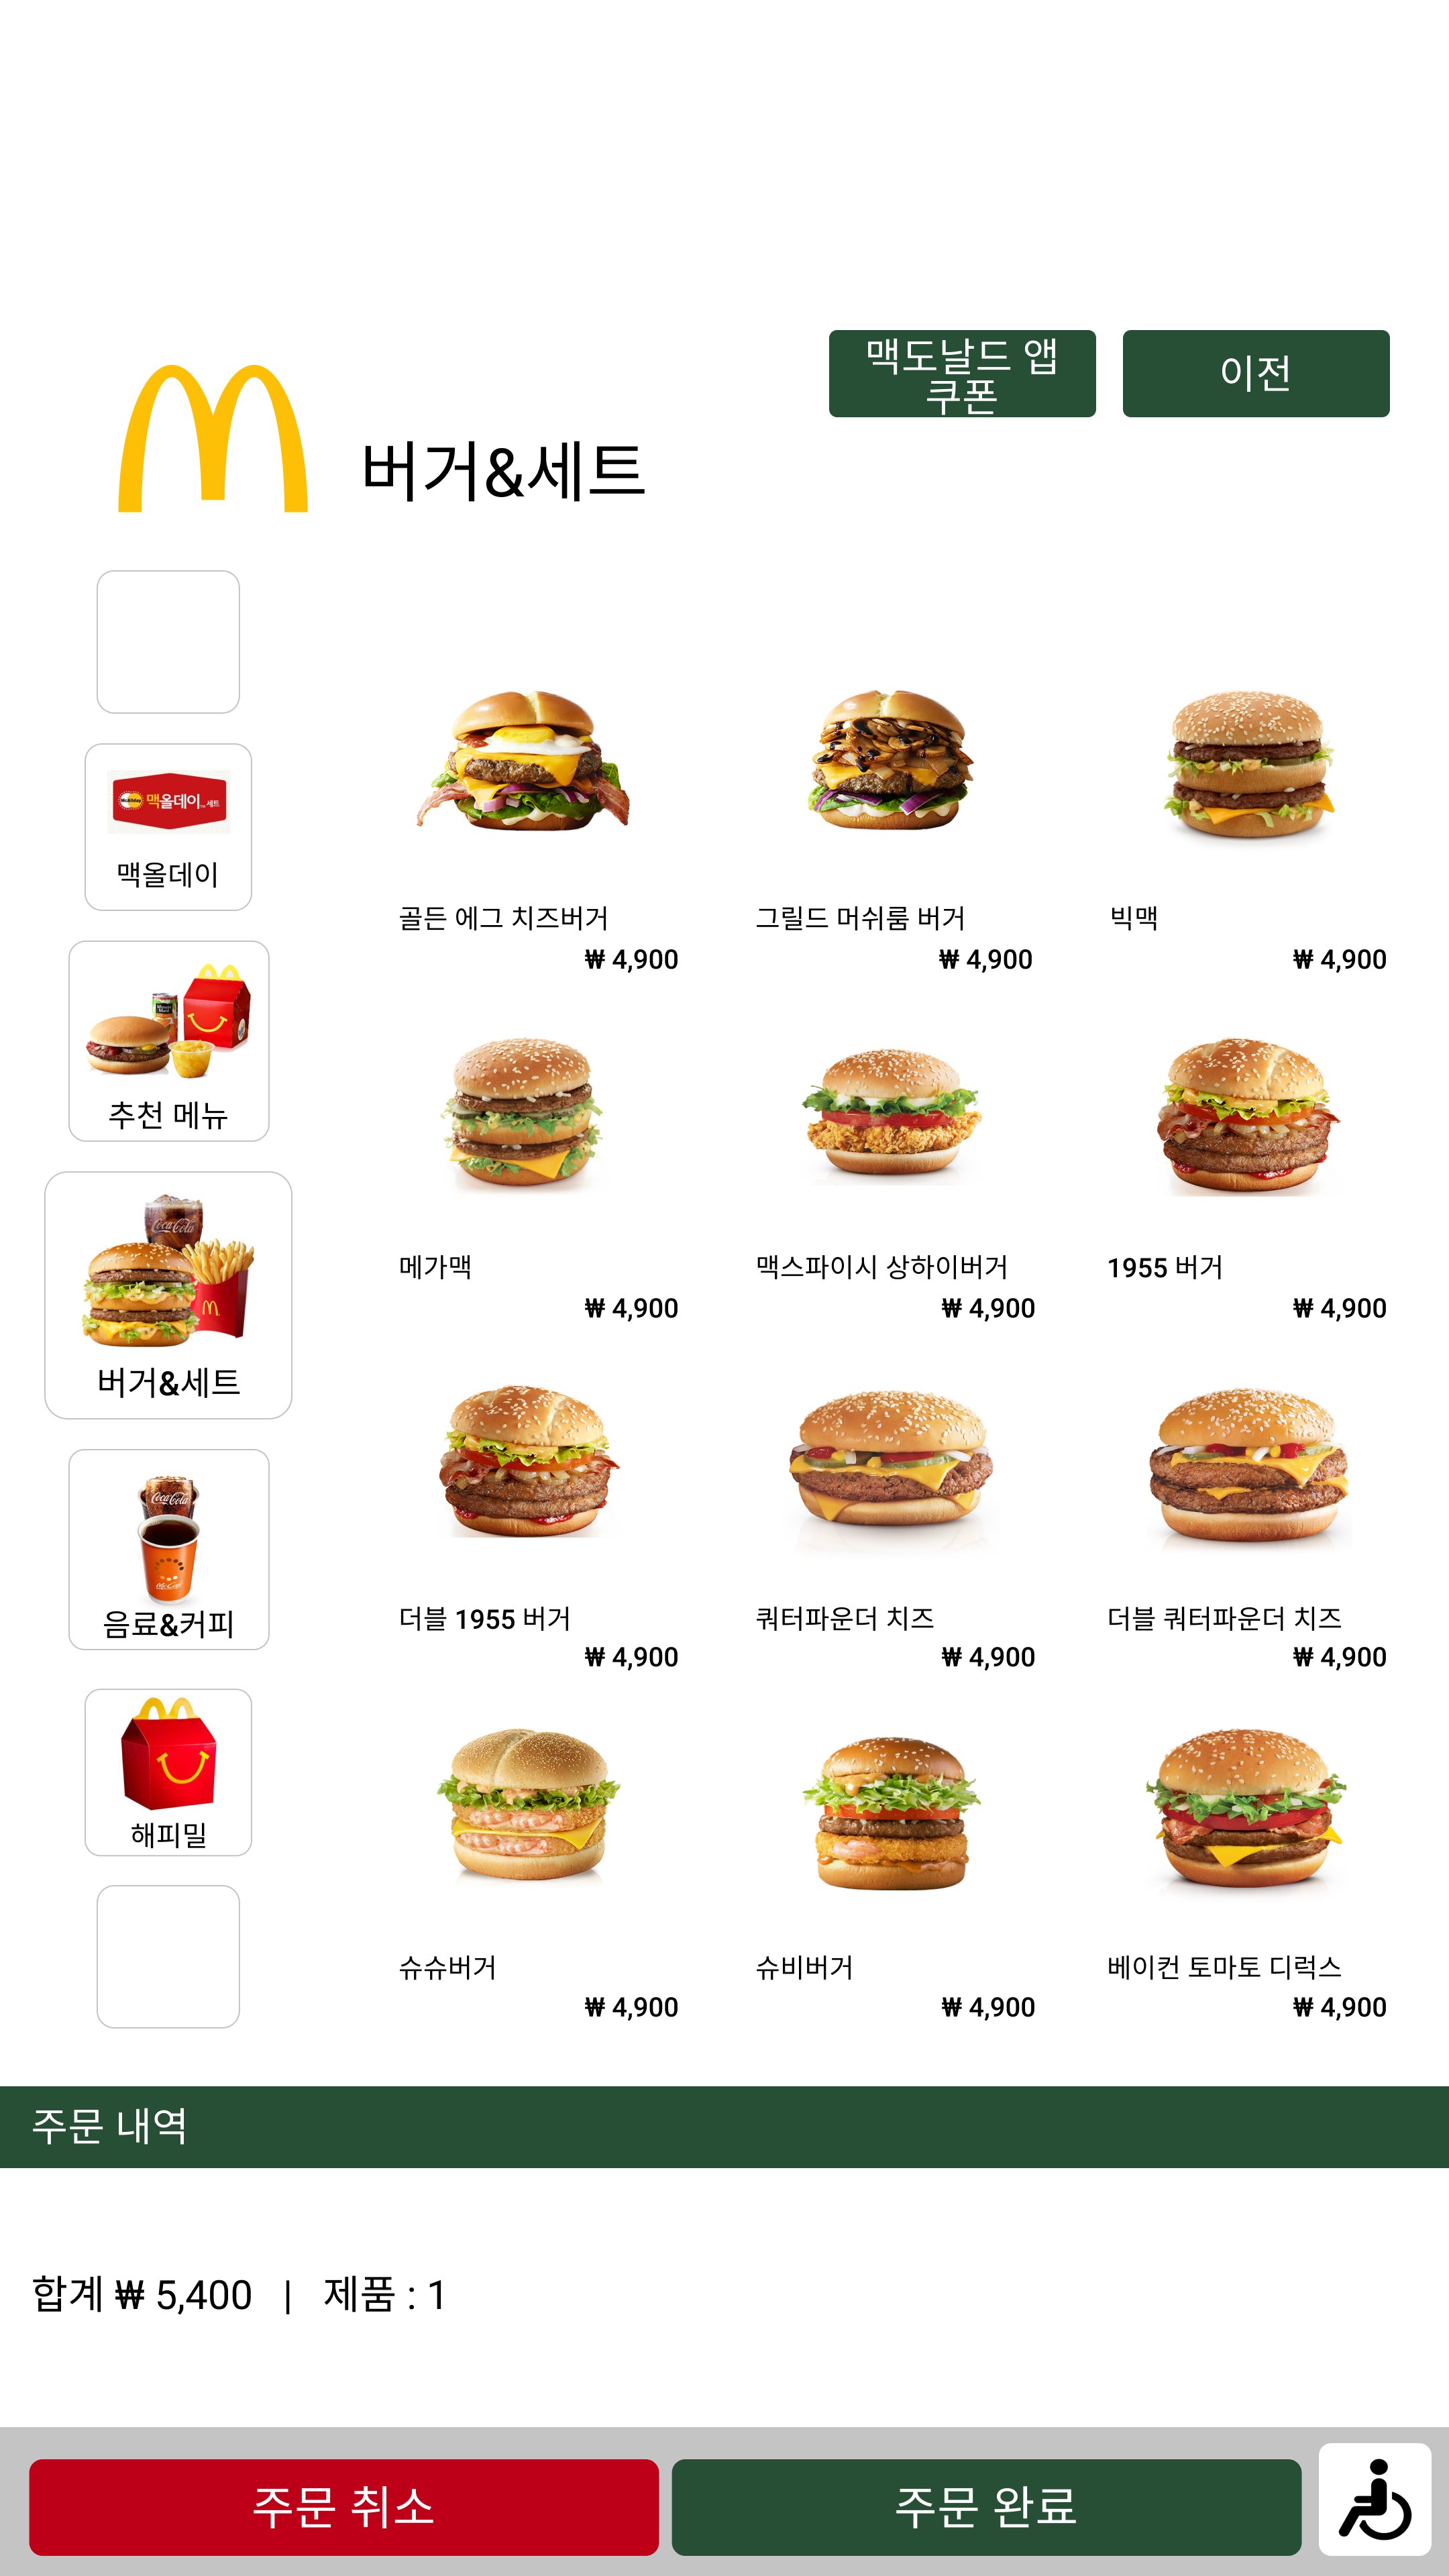 맥도날드 앱
쿠폰
이전
버거&세트
맥올데이 세트
맥올데이
추천 메뉴
Coca-Cola
버거&세트
Coca-Cola
음료&커피
해피밀
골든 에그 치즈버거
₩ 4,900
그릴드 머쉬룸 버거
₩ 4,900
빅맥
₩ 4,900
메가맥
₩ 4,900
맥스파이시 상하이버거
₩ 4,900
1955 버거
₩ 4,900
더블 1955 버거
₩ 4,900
쿼터파운더 치즈
₩ 4,900
더블 쿼터파운더 치즈
₩ 4,900
슈슈버거
₩ 4,900
슈비버거
₩ 4,900
베이컨 토마토 디럭스
₩ 4,900
주문 내역
합계 ₩ 5,400 | 제품 : 1
주문 취소
주문 완료